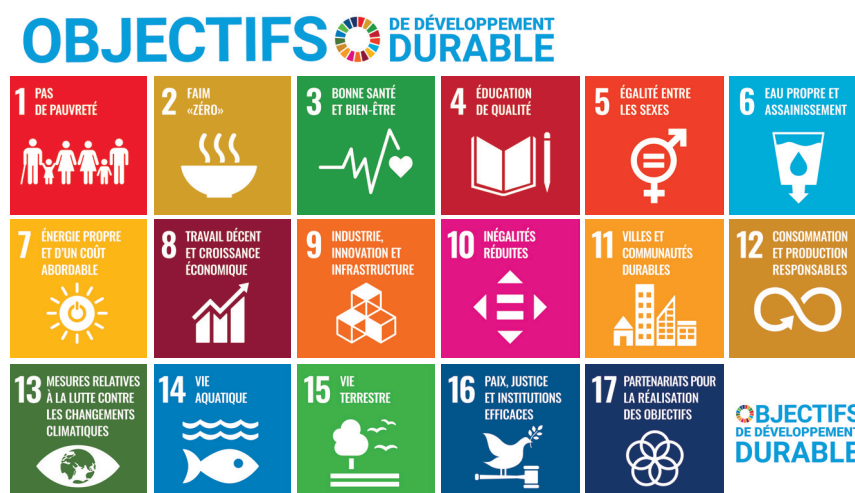 OBJECTIFS DE DÉVELOPPEMENT
DURABLE
1 PAS
DE PAUVRETÉ
2 FAIM
«ZÉRO»
3 BONNE SANTÉ
ET BIEN-ÊTRE
4 ÉDUCATION
DE QUALITÉ
5 ÉGALITÉ ENTRE
LES SEXES
6 EAU PROPRE ET
ASSAINISSEMENT
7 ÉNERGIE PROPRE
ET D'UN COÛT
ABORDABLE
8 TRAVAIL DÉCENT
ET CROISSANCE
ÉCONOMIQUE
9 INDUSTRIE,
INNOVATION ET
INFRASTRUCTURE
10 INÉGALITÉS
RÉDUITES
11 VILLES ET
COMMUNAUTÉS
DURABLES
12 CONSOMMATION
ET PRODUCTION
RESPONSABLES
13 MESURES RELATIVES
À LA LUTTE CONTRE
LES CHANGEMENTS
CLIMATIQUES
14 VIE
AQUATIQUE
15 VIE
TERRESTRE
16 PAIX, JUSTICE
ET INSTITUTIONS
EFFICACES
17 PARTENARIATS POUR
LA RÉALISATION
DES OBJECTIFS
OBJECTIFS
DE DÉVELOPPEMENT
DURABLE